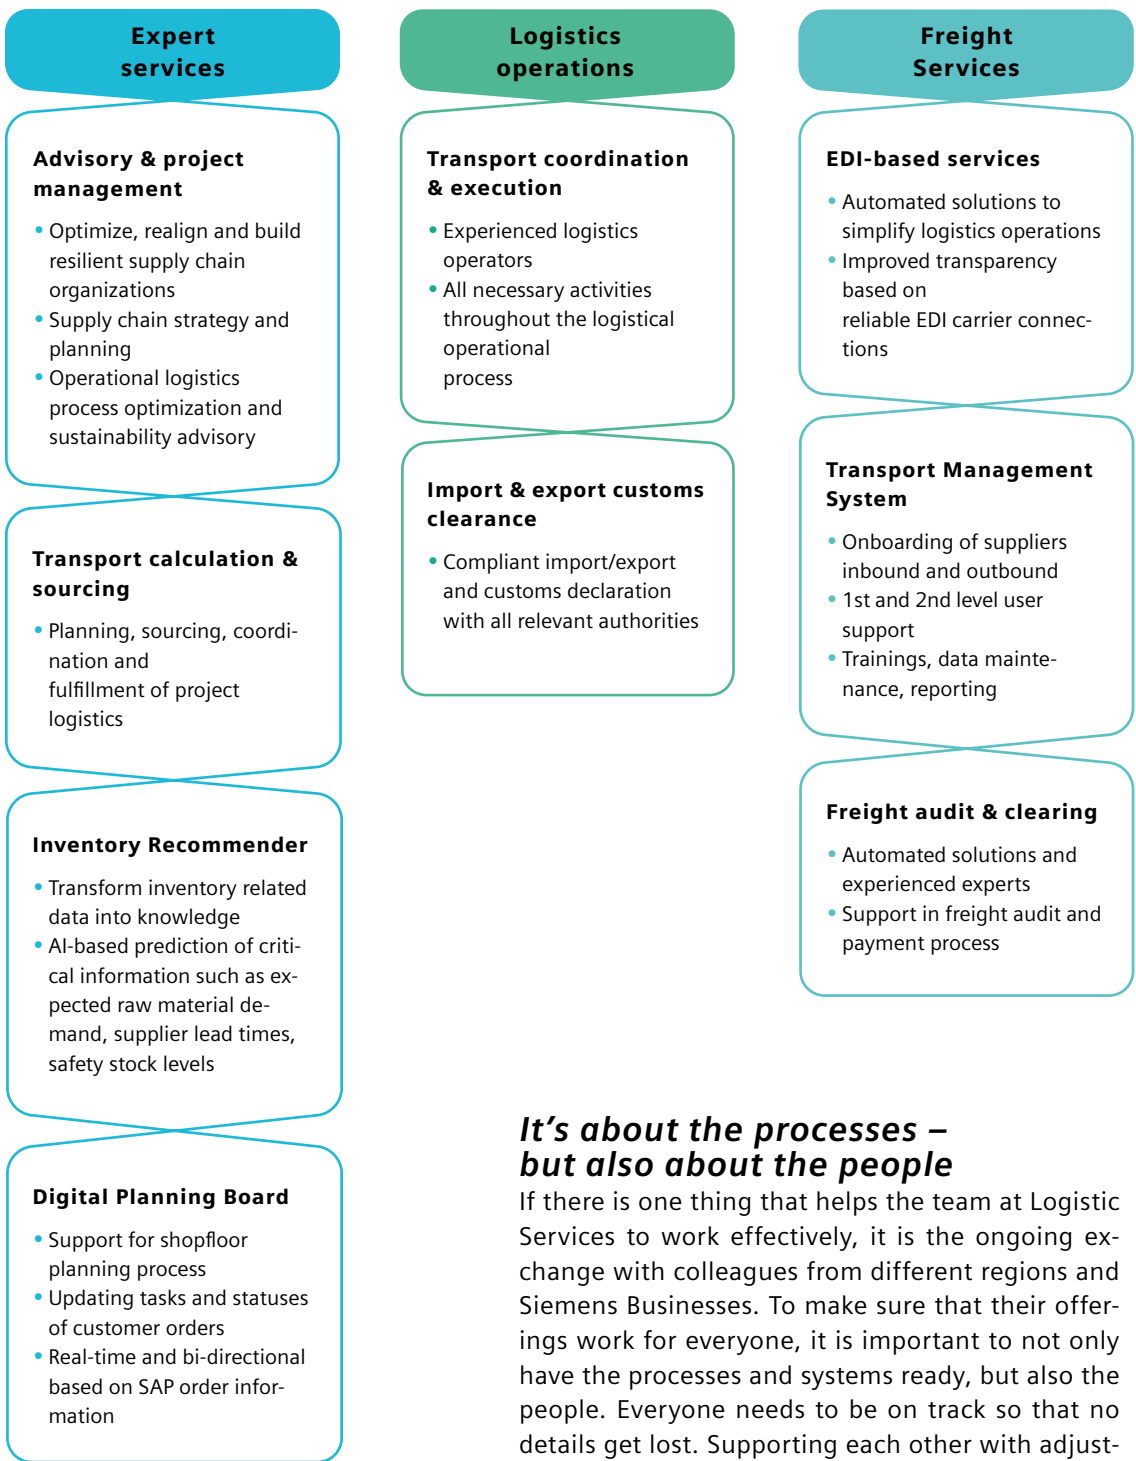 Expert
services
Advisory & project
management
• Optimize, realign and build
resilient supply chain
organizations
• Supply chain strategy and
planning
• Operational logistics
process optimization and
sustainability advisory
Transport calculation &
sourcing
• Planning, sourcing, coordi-
nation and
fulfillment of project
logistics
Inventory Recommender
• Transform inventory related
data into knowledge
• AI-based prediction of criti-
cal information such as ex-
pected raw material de-
mand, supplier lead times,
safety stock levels
Digital Planning Board
• Support for shopfloor
planning process
• Updating tasks and statuses
of customer orders
• Real-time and bi-directional
based on SAP order infor-
mation
Logistics
operations
Transport coordination
& execution
• Experienced logistics
operators
• All necessary activities
throughout the logistical
operational
process
Import & export customs
clearance
• Compliant import/export
and customs declaration
with all relevant authorities
Freight
Services
EDI-based services
• Automated solutions to
simplify logistics operations
• Improved transparency
based on
reliable EDI carrier connec-
tions
Transport Management
System
• Onboarding of suppliers
inbound and outbound
• 1st and 2nd level user
support
• Trainings, data mainte-
nance, reporting
Freight audit & clearing
• Automated solutions and
experienced experts
• Support in freight audit and
payment process
It’s about the processes –
but also about the people
If there is one thing that helps the team at Logistic
Services to work effectively, it is the ongoing ex-
change with colleagues from different regions and
Siemens Businesses. To make sure that their offer-
ings work for everyone, it is important to not only
have the processes and systems ready, but also the
people. Everyone needs to be on track so that no
details get lost. Supporting each other with adjust-